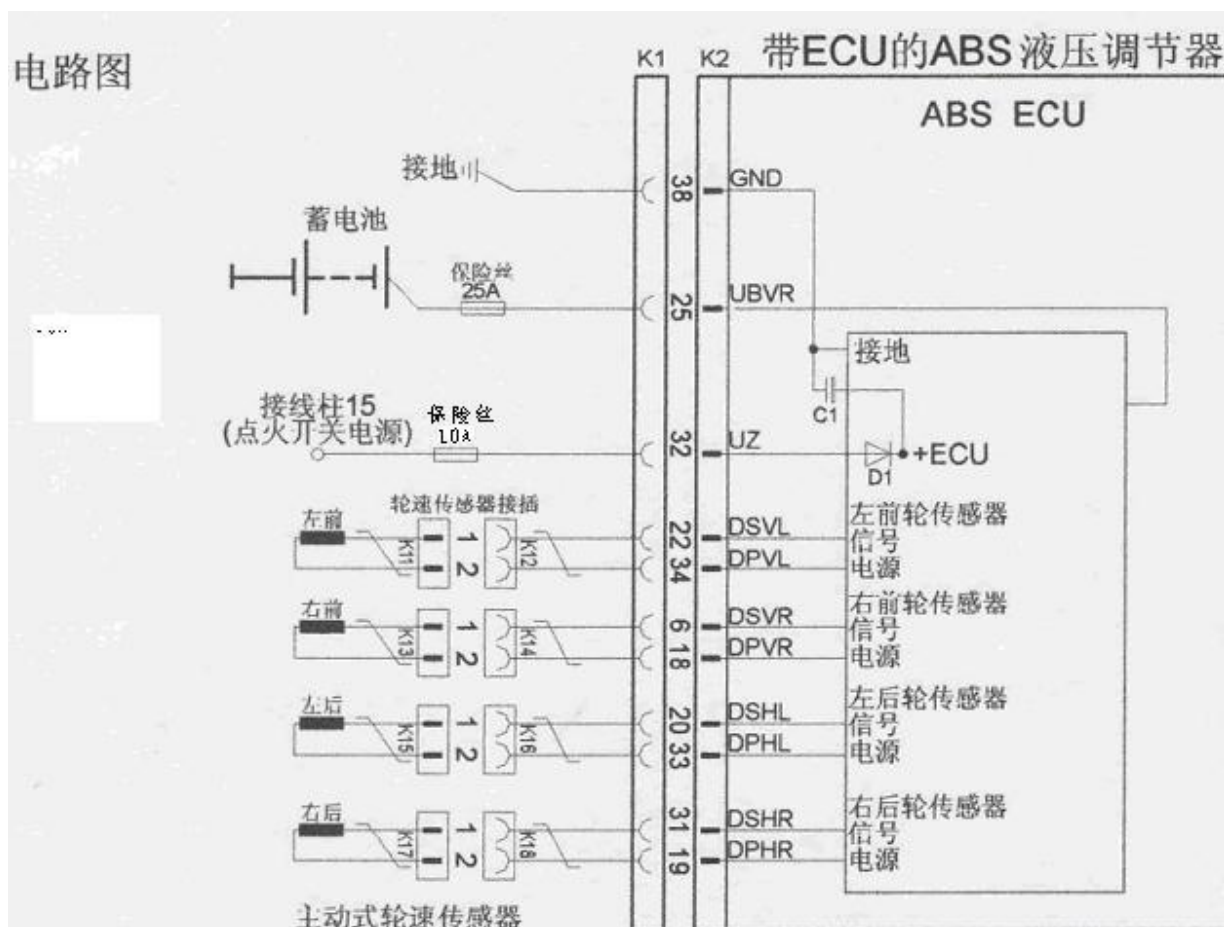 电路图
K1 K2 带ECU的ABS 液压调节器
ABS ECU
接地 38 GND
蓄电池
保险丝
25A
25 UBVR
接地
C1
接线柱15
(点火开关电源)
保险丝
10A
32 UZ
D1
+ECU
轮速传感器接插
左前 K11 1 2 K12
22 DSVL
34 DPVL
左前轮传感器
信号
电源
右前 K13 1 2 K14
6 DSVR
18 DPVR
右前轮传感器
信号
电源
左后 K15 1 2 K16
20 DSHL
33 DPHL
左后轮传感器
信号
电源
右后 K17 1 2 K18
31 DSHR
19 DPHR
右后轮传感器
信号
电源
主动式轮速传感器